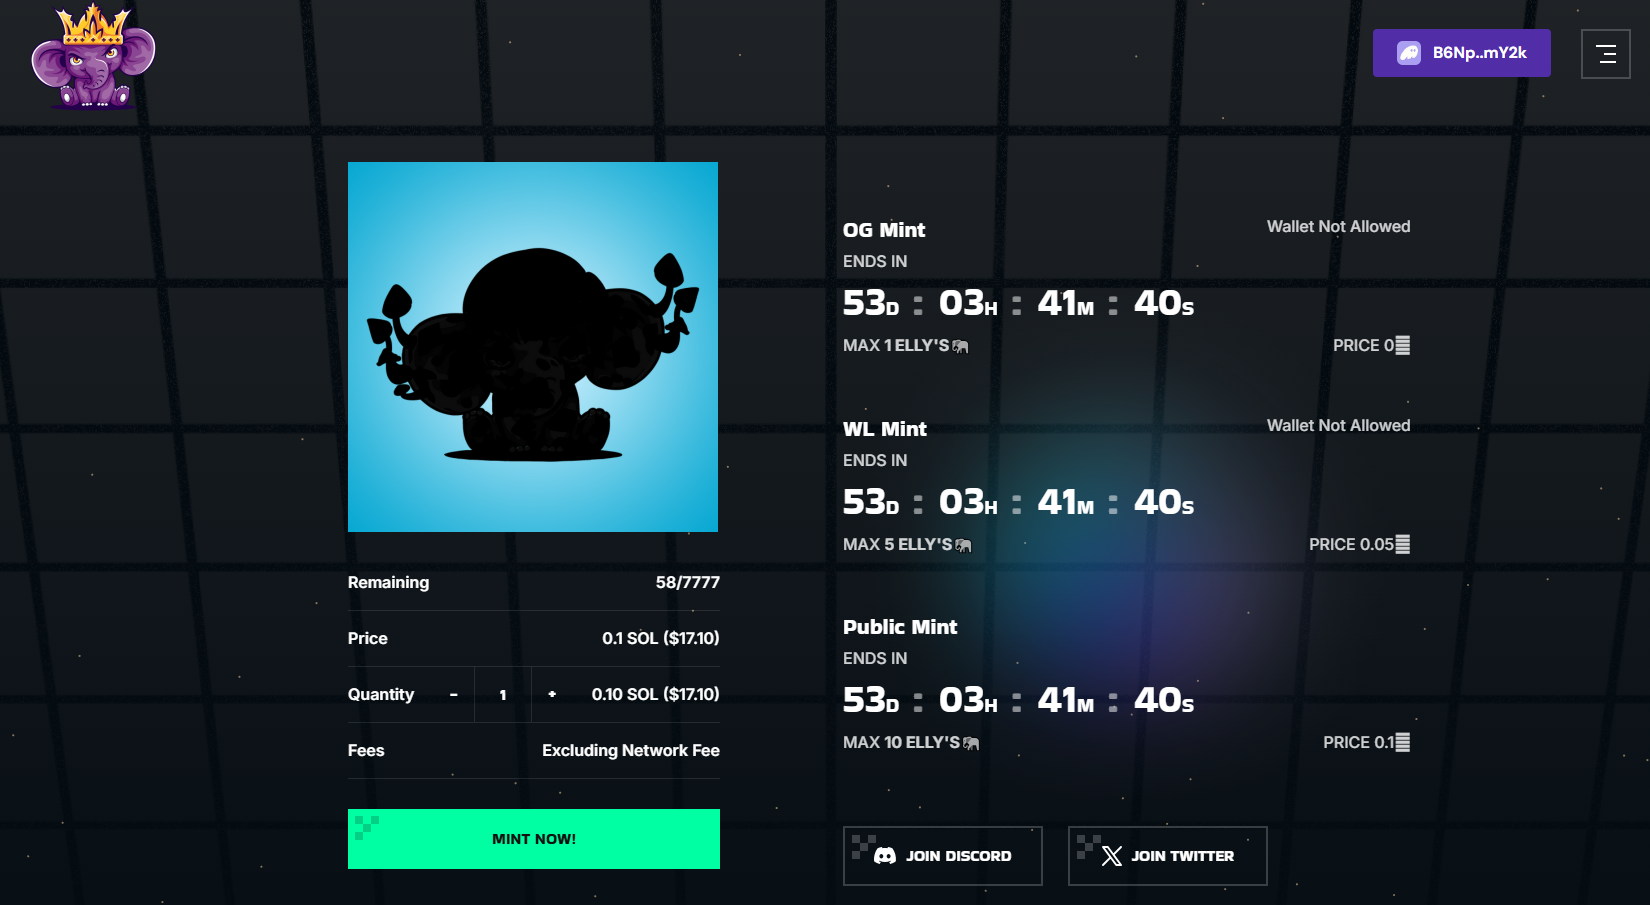 B6Np..mY2k
Remaining 58/7777
Price 0.1 SOL ($17.10)
Quantity - 1 + 0.10 SOL ($17.10)
Fees Excluding Network Fee
MINT NOW!
OG Mint Wallet Not Allowed
ENDS IN
53D : 03H : 41M : 40S
MAX 1 ELLY'S PRICE 0
WL Mint Wallet Not Allowed
ENDS IN
53D : 03H : 41M : 40S
MAX 5 ELLY'S PRICE 0.05
Public Mint
ENDS IN
53D : 03H : 41M : 40S
MAX 10 ELLY'S PRICE 0.1
JOIN DISCORD
JOIN TWITTER